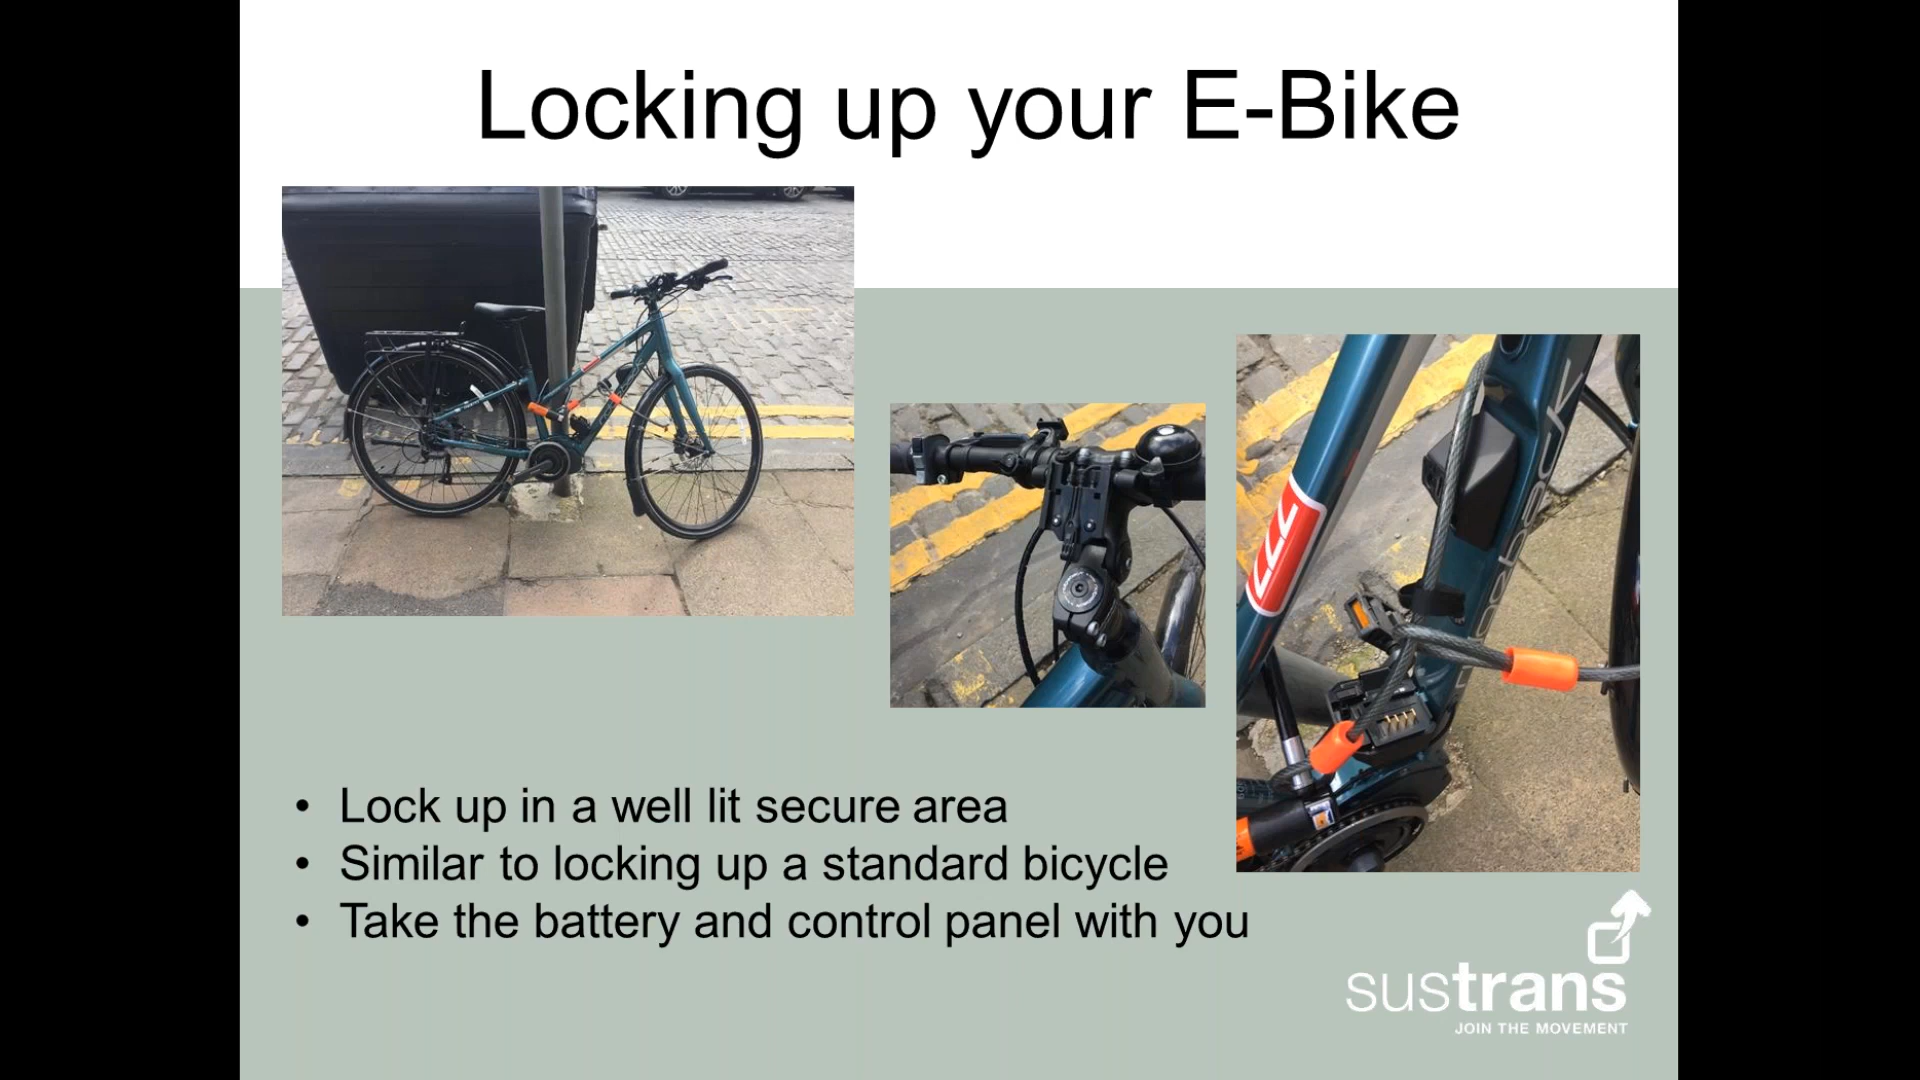 Locking up your E-Bike
• Lock up in a well lit secure area
• Similar to locking up a standard bicycle
• Take the battery and control panel with you
sustrans
JOIN THE MOVEMENT